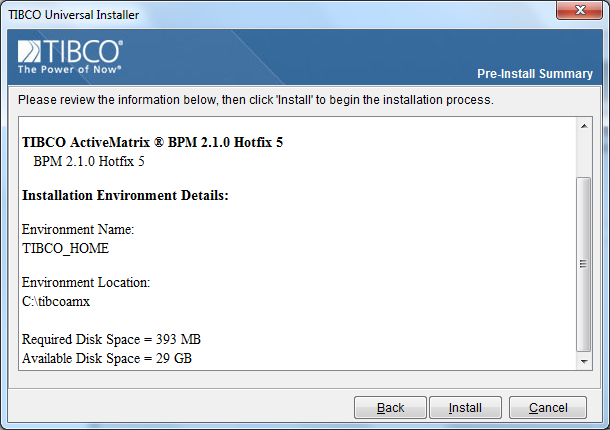 TIBCO Universal Installer
TIBCO®
The Power of Now®
Pre-Install Summary
Please review the information below, then click 'Install' to begin the installation process.
TIBCO ActiveMatrix ® BPM 2.1.0 Hotfix 5
BPM 2.1.0 Hotfix 5
Installation Environment Details:
Environment Name:
TIBCO_HOME
Environment Location:
C:\tibcoamx
Required Disk Space = 393 MB
Available Disk Space = 29 GB
Back Install Cancel